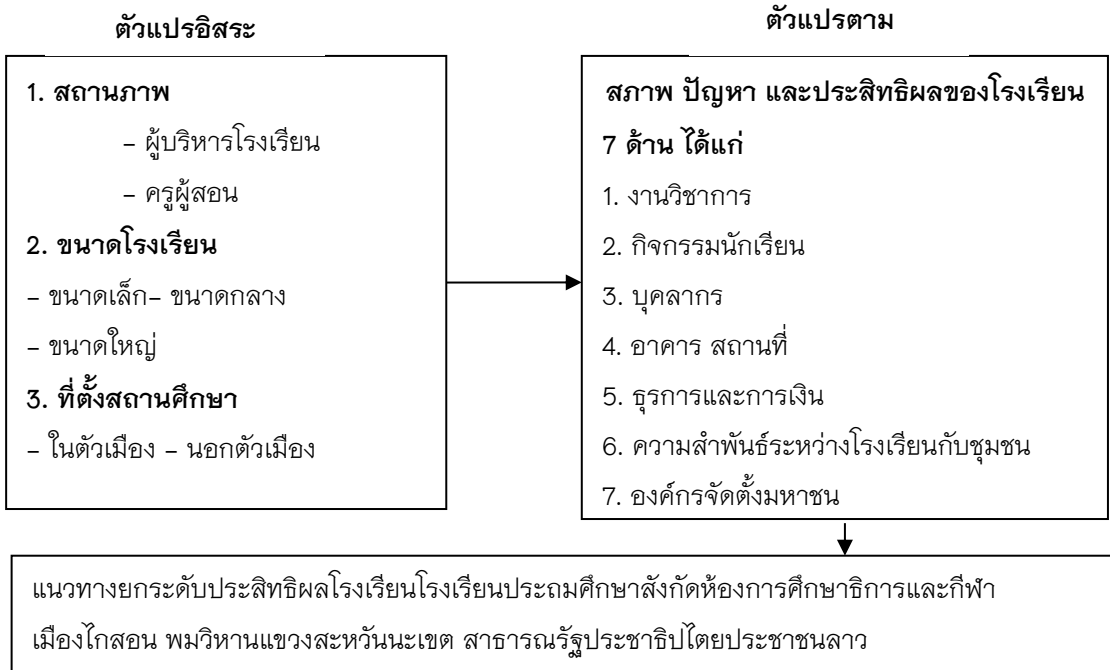 ตัวแปรอิสระ
1. สถานภาพ
– ผู้บริหารโรงเรียน
– ครูผู้สอน
2. ขนาดโรงเรียน
– ขนาดเล็ก– ขนาดกลาง
– ขนาดใหญ่
3. ที่ตั้งสถานศึกษา
– ในตัวเมือง – นอกตัวเมือง
ตัวแปรตาม
สภาพ ปัญหา และประสิทธิผลของโรงเรียน
7 ด้าน ได้แก่
1. งานวิชาการ
2. กิจกรรมนักเรียน
3. บุคลากร
4. อาคาร สถานที่
5. ธุรการและการเงิน
6. ความสำพันธ์ระหว่างโรงเรียนกับชุมชน
7. องค์กรจัดตั้งมหาชน
แนวทางยกระดับประสิทธิผลโรงเรียนโรงเรียนประถมศึกษาสังกัดห้องการศึกษาธิการและกีฬา
เมืองไกสอน พมวิหานแขวงสะหวันนะเขต สาธารณรัฐประชาธิปไตยประชาชนลาว